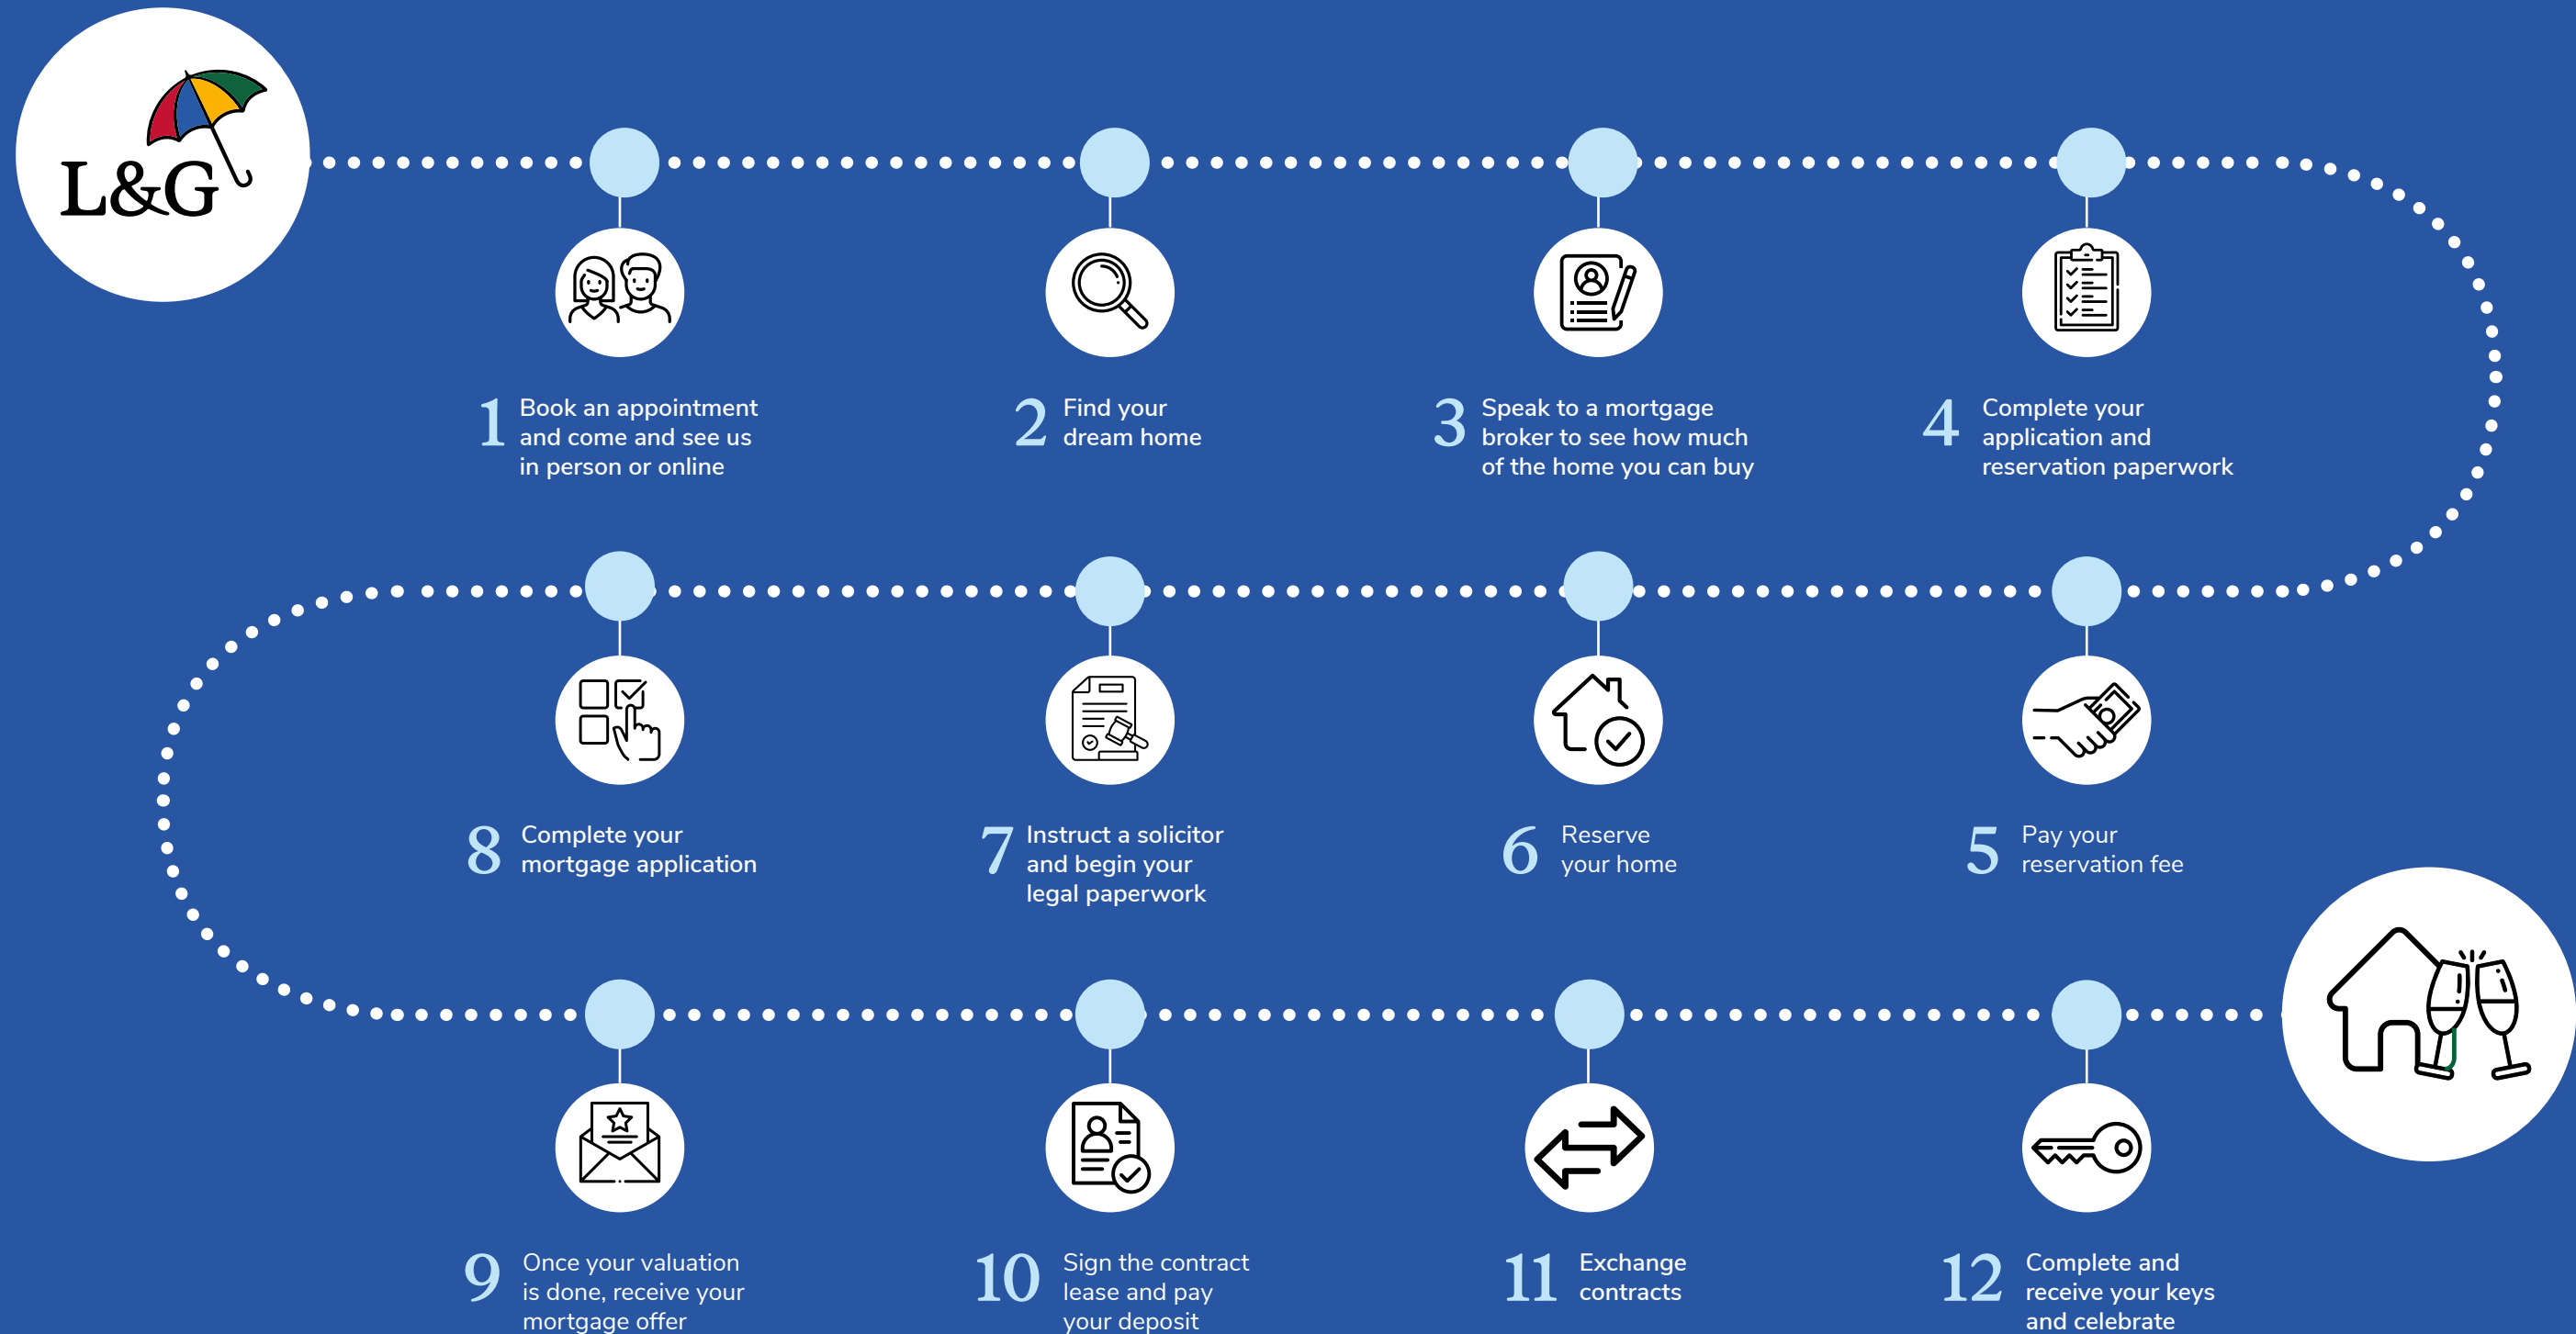 L&G
1 Book an appointment
and come and see us
in person or online
2 Find your
dream home
3 Speak to a mortgage
broker to see how much
of the home you can buy
4 Complete your
application and
reservation paperwork
5 Pay your
reservation fee
6 Reserve
your home
7 Instruct a solicitor
and begin your
legal paperwork
8 Complete your
mortgage application
9 Once your valuation
is done, receive your
mortgage offer
10 Sign the contract
lease and pay
your deposit
11 Exchange
contracts
12 Complete and
receive your keys
and celebrate